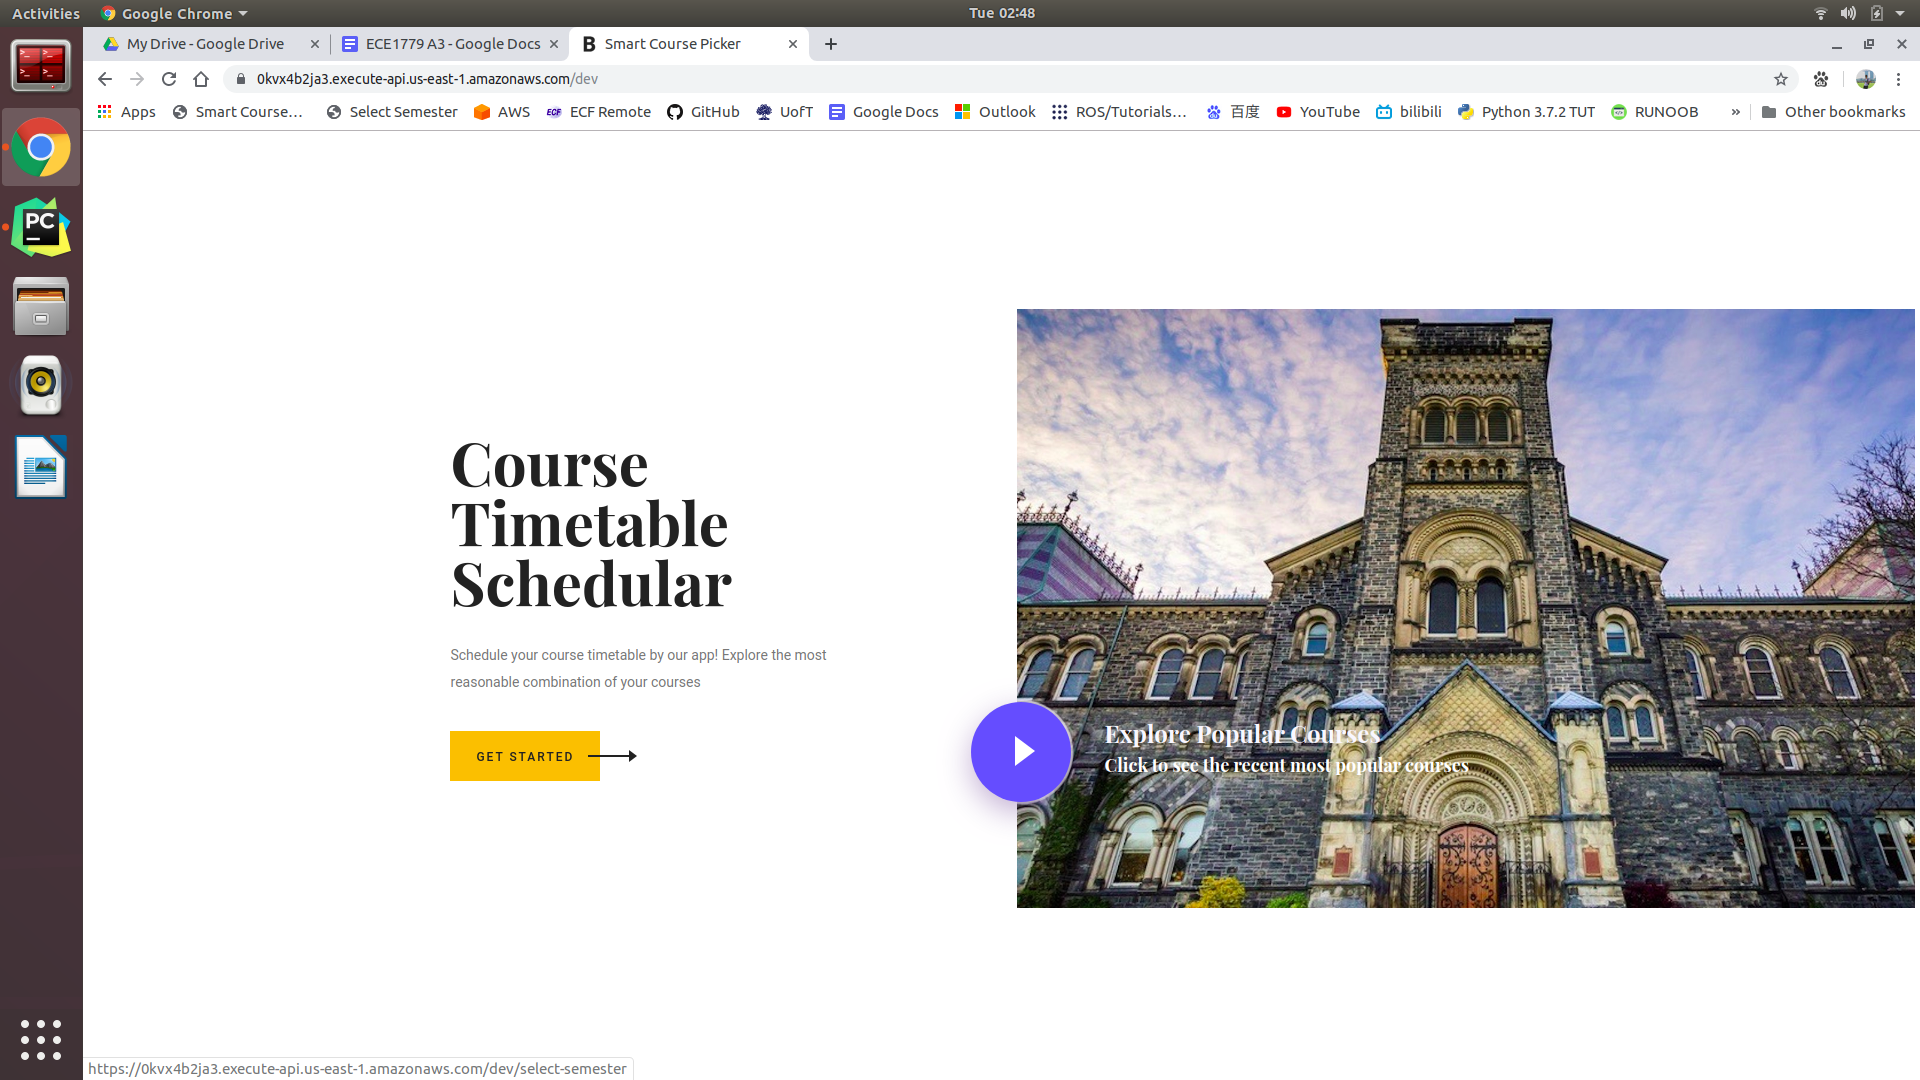 Activities
Google Chrome
Tue 02:48
My Drive - Google Drive
ECE1779 A3 - Google Docs
B
Smart Course Picker
0kvx4b2ja3.execute-api.us-east-1.amazonaws.com/dev
Apps
Smart Course…
Select Semester
AWS
ECF
ECF Remote
GitHub
UofT
Google Docs
Outlook
ROS/Tutorials…
百度
YouTube
bilibili
Python 3.7.2 TUT
RUNOOB
»
Other bookmarks
PC
Course
Timetable
Schedular
Schedule your course timetable by our app! Explore the most
reasonable combination of your courses
GET STARTED
Explore Popular Courses
Click to see the recent most popular courses
https://0kvx4b2ja3.execute-api.us-east-1.amazonaws.com/dev/select-semester